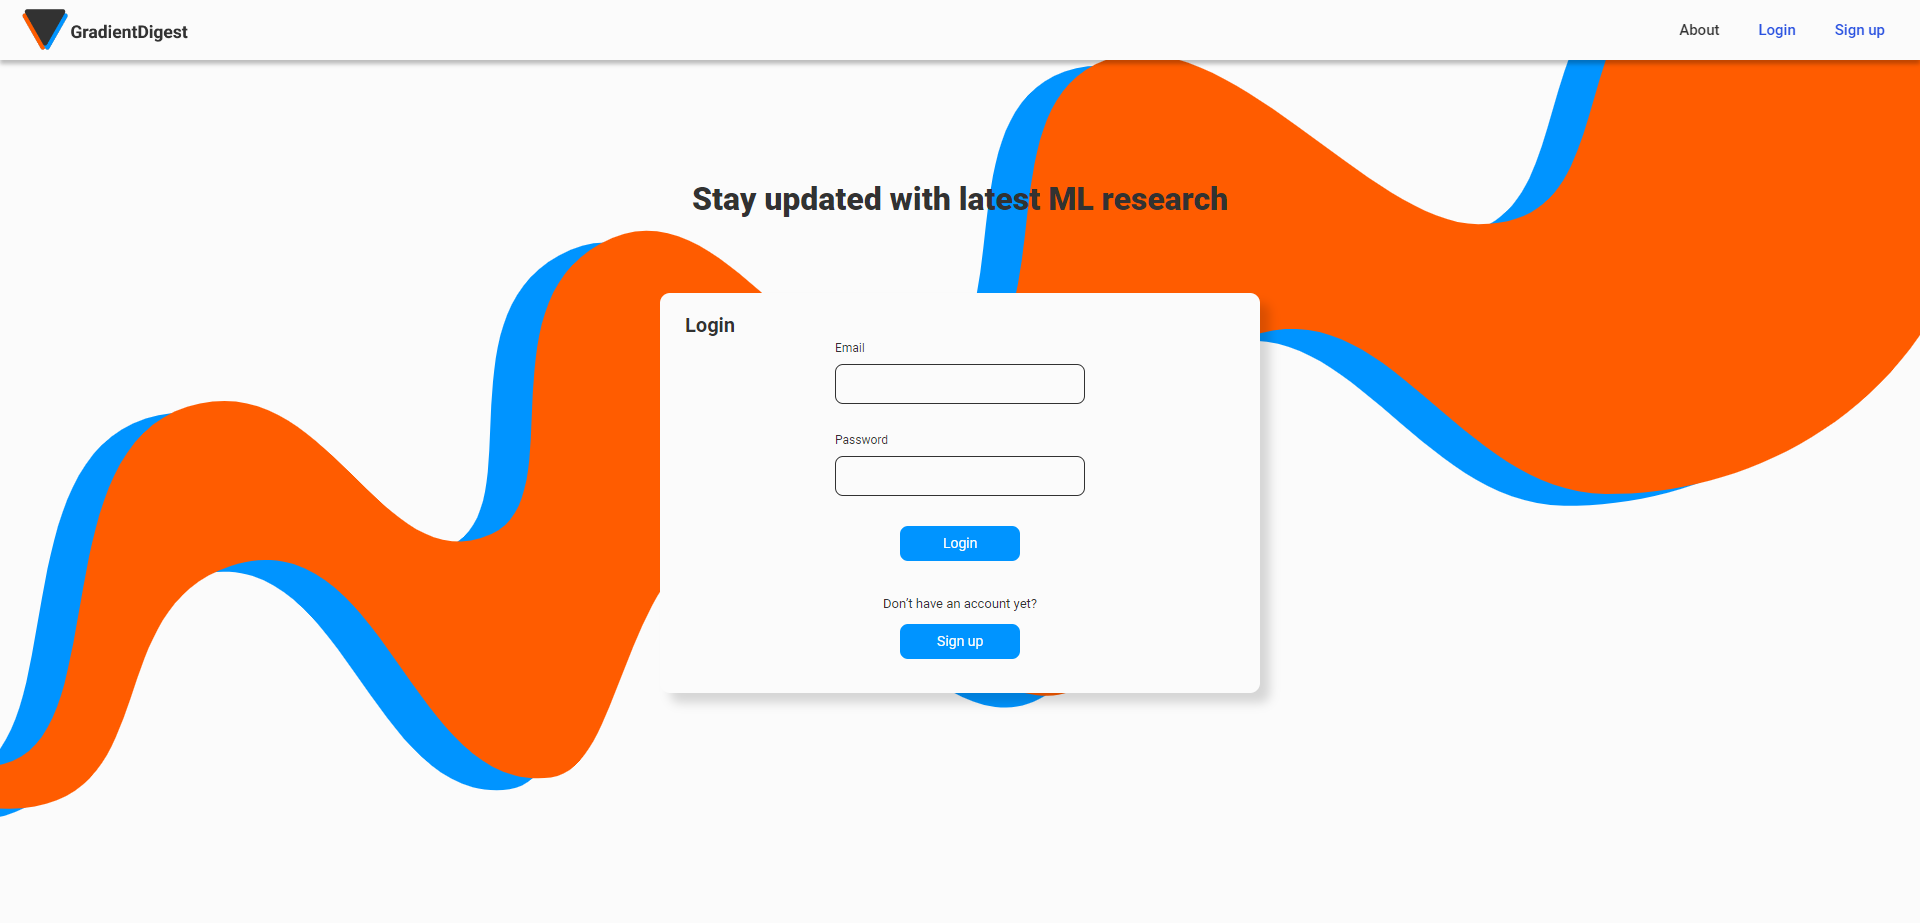 GradientDigest
About
Login
Sign up
Stay updated with latest ML research
Login
Email
Password
Login
Don’t have an account yet?
Sign up